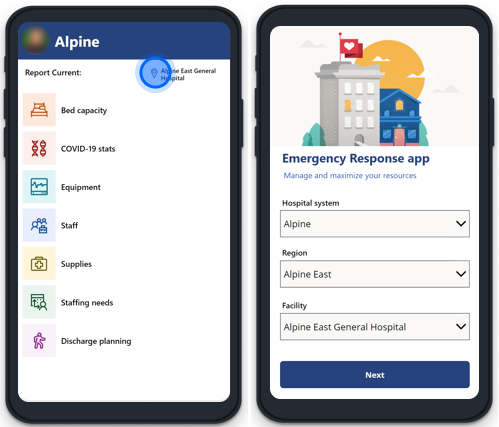 Alpine
Report Current:
Alpine East General
Hospital
Bed capacity
COVID-19 stats
Equipment
Staff
Supplies
Staffing needs
Discharge planning
Emergency Response app
Manage and maximize your resources
Hospital system
Alpine
Region
Alpine East
Facility
Alpine East General Hospital
Next